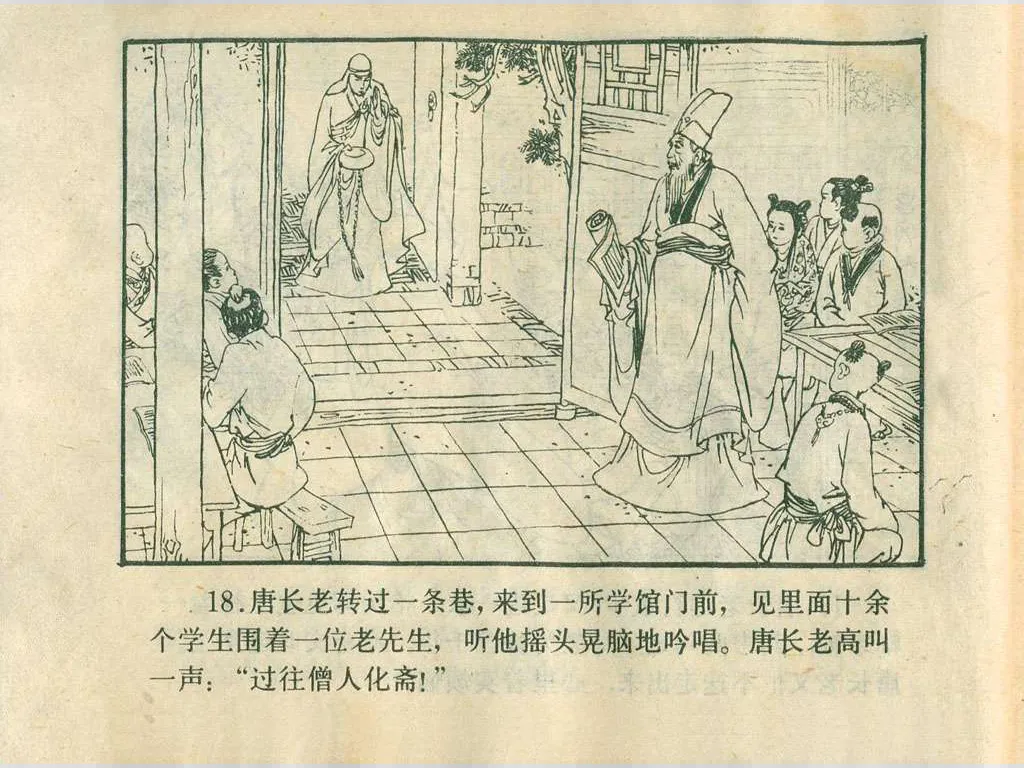 18.唐长老转过一条巷,来到一所学馆门前,见里面十余
个学生围着一位老先生,听他摇头晃脑地吟唱。唐长老高叫
一声:“过往僧人化斋!”